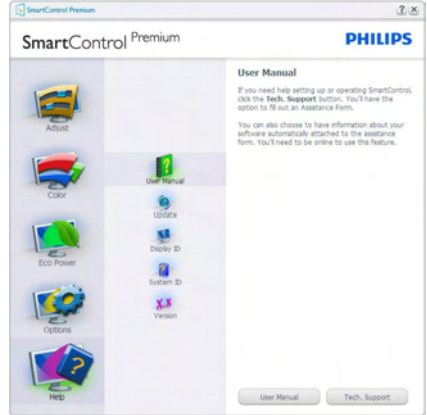 SmartControl Premium
SmartControl Premium
PHILIPS
Adjust
Color
Eco Power
Options
Help
User Manual
Update
Display ID
System ID
Version
User Manual
If you need help setting up or operating SmartControl,
click the Tech. Support button. You'll have the
option to fill out an Assistance Form.
You can also choose to have information about your
software automatically attached to the assistance
form. You'll need to be online to use this feature.
User Manual
Tech. Support